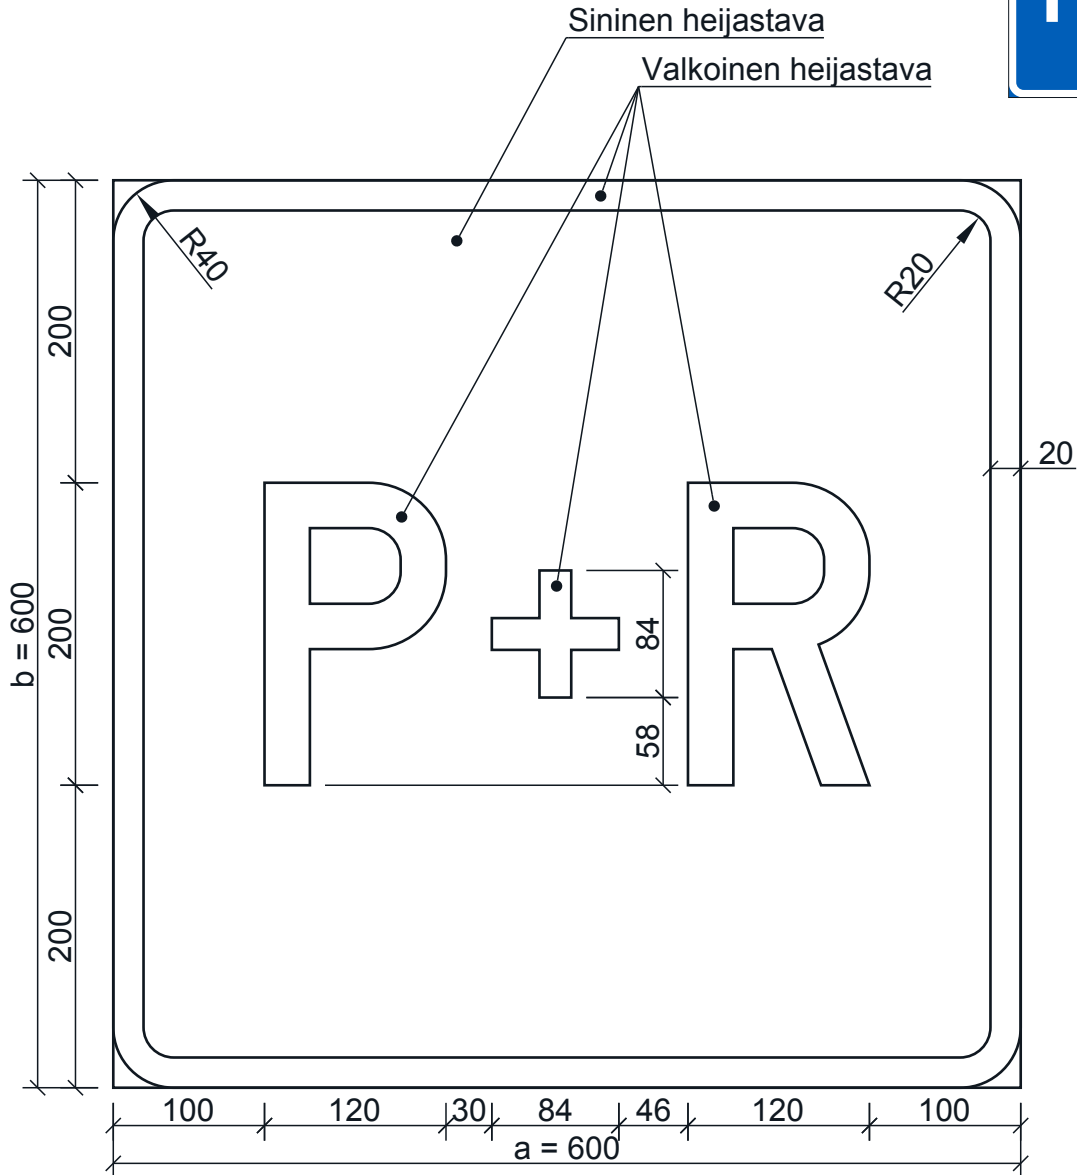 Sininen heijastava
Valkoinen heijastava
R40
R20
200
20
b = 600
200
P+R
84
58
200
100 120 30 84 46 120 100
a = 600